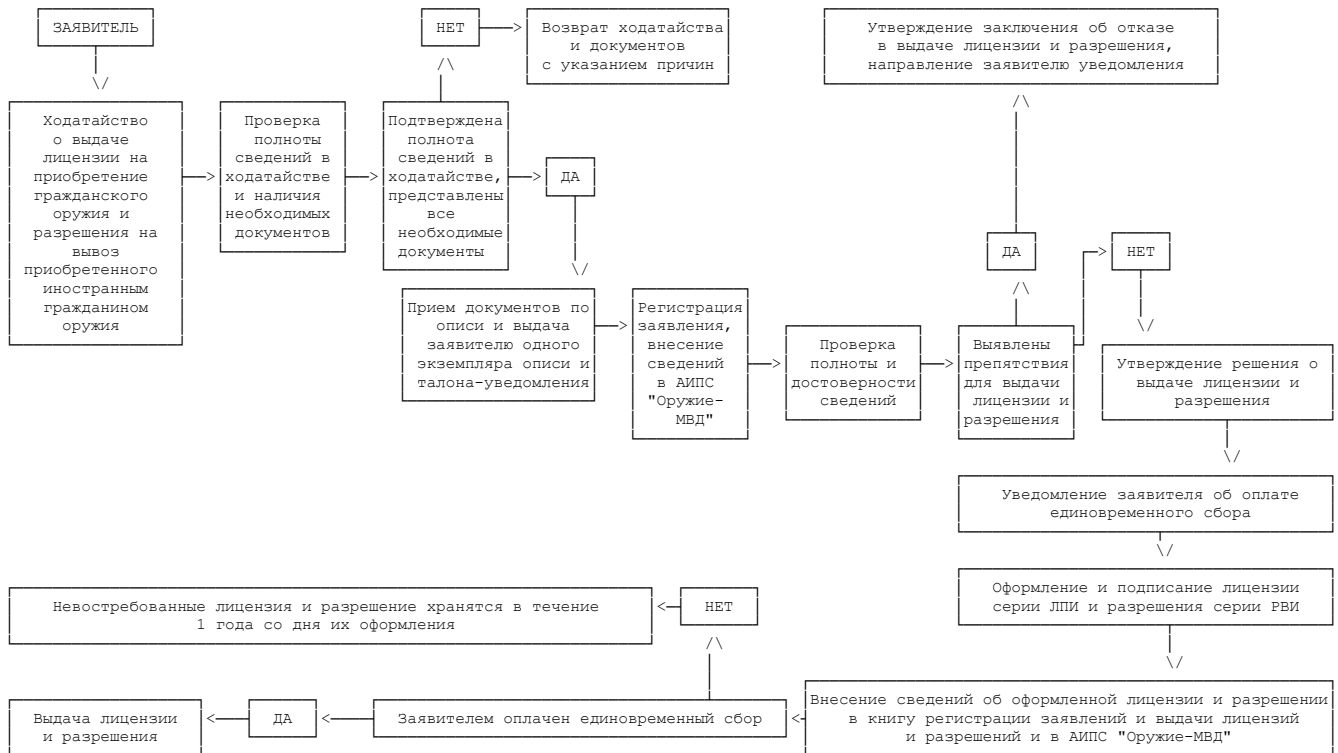 ЗАЯВИТЕЛЬ
НЕТ
Возврат ходатайства
и документов
с указанием причин
Утверждение заключения об отказе
в выдаче лицензии и разрешения,
направление заявителю уведомления
Ходатайство
о выдаче
лицензии на
приобретение
гражданского
оружия и
разрешения на
вывоз
приобретенного
иностранным
гражданином
оружия
Проверка
полноты
сведений в
ходатайстве
и наличия
необходимых
документов
Подтверждена
полнота
сведений в
ходатайстве,
представлены
все
необходимые
документы
ДА
ДА
НЕТ
Прием документов по
описи и выдача
заявителю одного
экземпляра описи и
талона-уведомления
Регистрация
заявления,
внесение
сведений
в АИПС
"Оружие-
МВД"
Проверка
полноты и
достоверности
сведений
Выявлены
препятствия
для выдачи
лицензии и
разрешения
Утверждение решения о
выдаче лицензии и
разрешения
Уведомление заявителя об оплате
единовременного сбора
Оформление и подписание лицензии
серии ЛПИ и разрешения серии РВИ
Невостребованные лицензия и разрешение хранятся в течение
1 года со дня их оформления
НЕТ
Выдача лицензии
и разрешения
ДА
Заявителем оплачен единовременный сбор
Внесение сведений об оформленной лицензии и разрешении
в книгу регистрации заявлений и выдачи лицензий
и разрешений и в АИПС "Оружие-МВД"